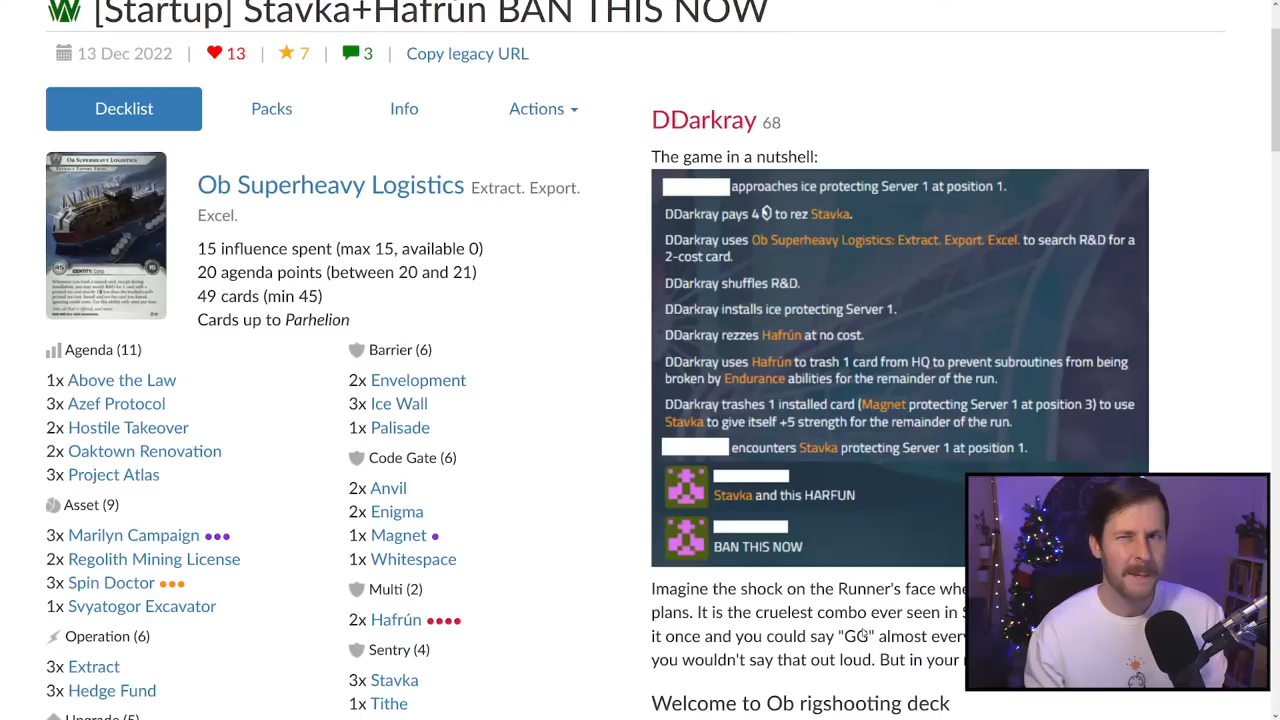 [Startup] Stavka+Hafrún BAN THIS NOW
13 Dec 2022 | 13 | 7 | 3 | Copy legacy URL
Decklist
Packs
Info
Actions
OB SUPERHEAVY LOGISTICS
EXTRACT. EXPORT. EXCEL.
45
IDENTITY: Corp
15
Ob Superheavy Logistics Extract. Export.
Excel.
15 influence spent (max 15, available 0)
20 agenda points (between 20 and 21)
49 cards (min 45)
Cards up to Parhelion
Agenda (11)
1x Above the Law
3x Azef Protocol
2x Hostile Takeover
2x Oaktown Renovation
3x Project Atlas
Asset (9)
3x Marilyn Campaign
2x Regolith Mining License
3x Spin Doctor
1x Svyatogor Excavator
Operation (6)
3x Extract
3x Hedge Fund
Upgrade (5)
Barrier (6)
2x Envelopment
3x Ice Wall
1x Palisade
Code Gate (6)
2x Anvil
2x Enigma
1x Magnet
1x Whitespace
Multi (2)
2x Hafrún
Sentry (4)
3x Stavka
1x Tithe
DDarkray 68
The game in a nutshell:
approaches ice protecting Server 1 at position 1.
DDarkray pays 4 to rez Stavka.
DDarkray uses Ob Superheavy Logistics: Extract. Export. Excel. to search R&D for a
2-cost card.
DDarkray shuffles R&D.
DDarkray installs ice protecting Server 1.
DDarkray rezzes Hafrún at no cost.
DDarkray uses Hafrún to trash 1 card from HQ to prevent subroutines from being
broken by Endurance abilities for the remainder of the run.
DDarkray trashes 1 installed card (Magnet protecting Server 1 at position 3) to use
Stavka to give itself +5 strength for the remainder of the run.
encounters Stavka protecting Server 1 at position 1.
Stavka and this HARFUN
BAN THIS NOW
Imagine the shock on the Runner's face whe
plans. It is the cruelest combo ever seen in S
it once and you could say "GG" almost every
you wouldn't say that out loud. But in your
Welcome to Ob rigshooting deck